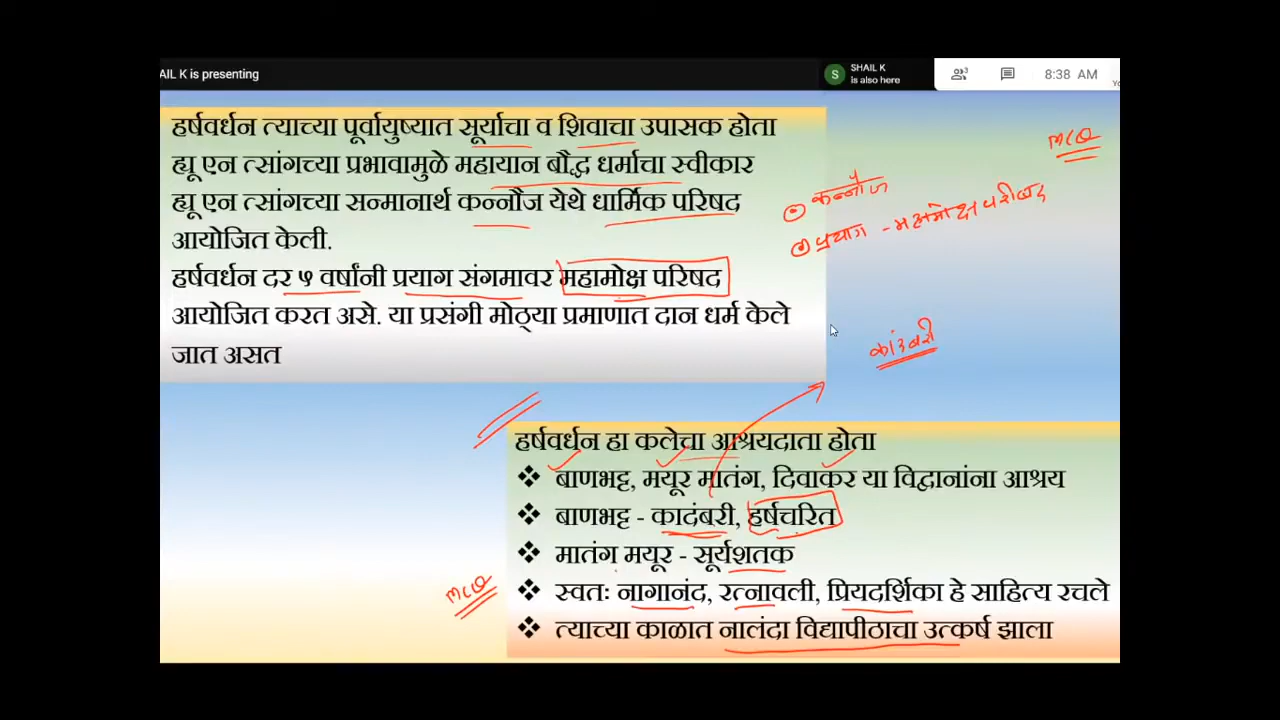 AIL K is presenting
S
SHAIL K
is also here
3
8:38 AM
हर्षवर्धन त्याच्या पूर्वायुष्यात सूर्याचा व शिवाचा उपासक होता
ह्यू एन त्सांगच्या प्रभावामुळे महायान बौद्ध धर्माचा स्वीकार
ह्यू एन त्सांगच्या सन्मानार्थ कन्नौज येथे धार्मिक परिषद
आयोजित केली.
हर्षवर्धन दर ५ वर्षांनी प्रयाग संगमावर महामोक्ष परिषद
आयोजित करत असे. या प्रसंगी मोठ्या प्रमाणात दान धर्म केले
जात असत
MCQ
कन्नौज
प्रयाग - महामोक्ष परीषद
कादंबरी
हर्षवर्धन हा कलेचा आश्रयदाता होता
❖ बाणभट्ट, मयूर मातंग, दिवाकर या विद्वानांना आश्रय
❖ बाणभट्ट - कादंबरी, हर्षचरित
❖ मातंग मयूर - सूर्यशतक
❖ स्वतः नागानंद, रत्नावली, प्रियदर्शिका हे साहित्य रचले
❖ त्याच्या काळात नालंदा विद्यापीठाचा उत्कर्ष झाला
MCQ